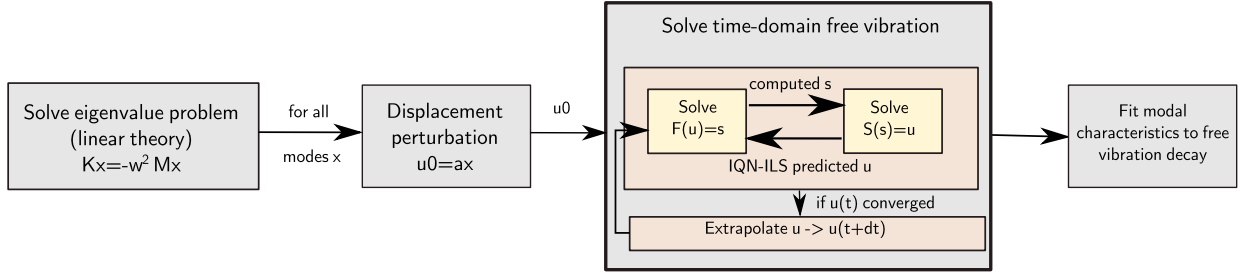 Solve eigenvalue problem
(linear theory)
Kx=-w² Mx
for all
modes x
Displacement
perturbation
u0=ax
u0
Solve time-domain free vibration
computed s
Solve
F(u)=s
Solve
S(s)=u
IQN-ILS predicted u
if u(t) converged
Extrapolate u -> u(t+dt)
Fit modal
characteristics to free
vibration decay